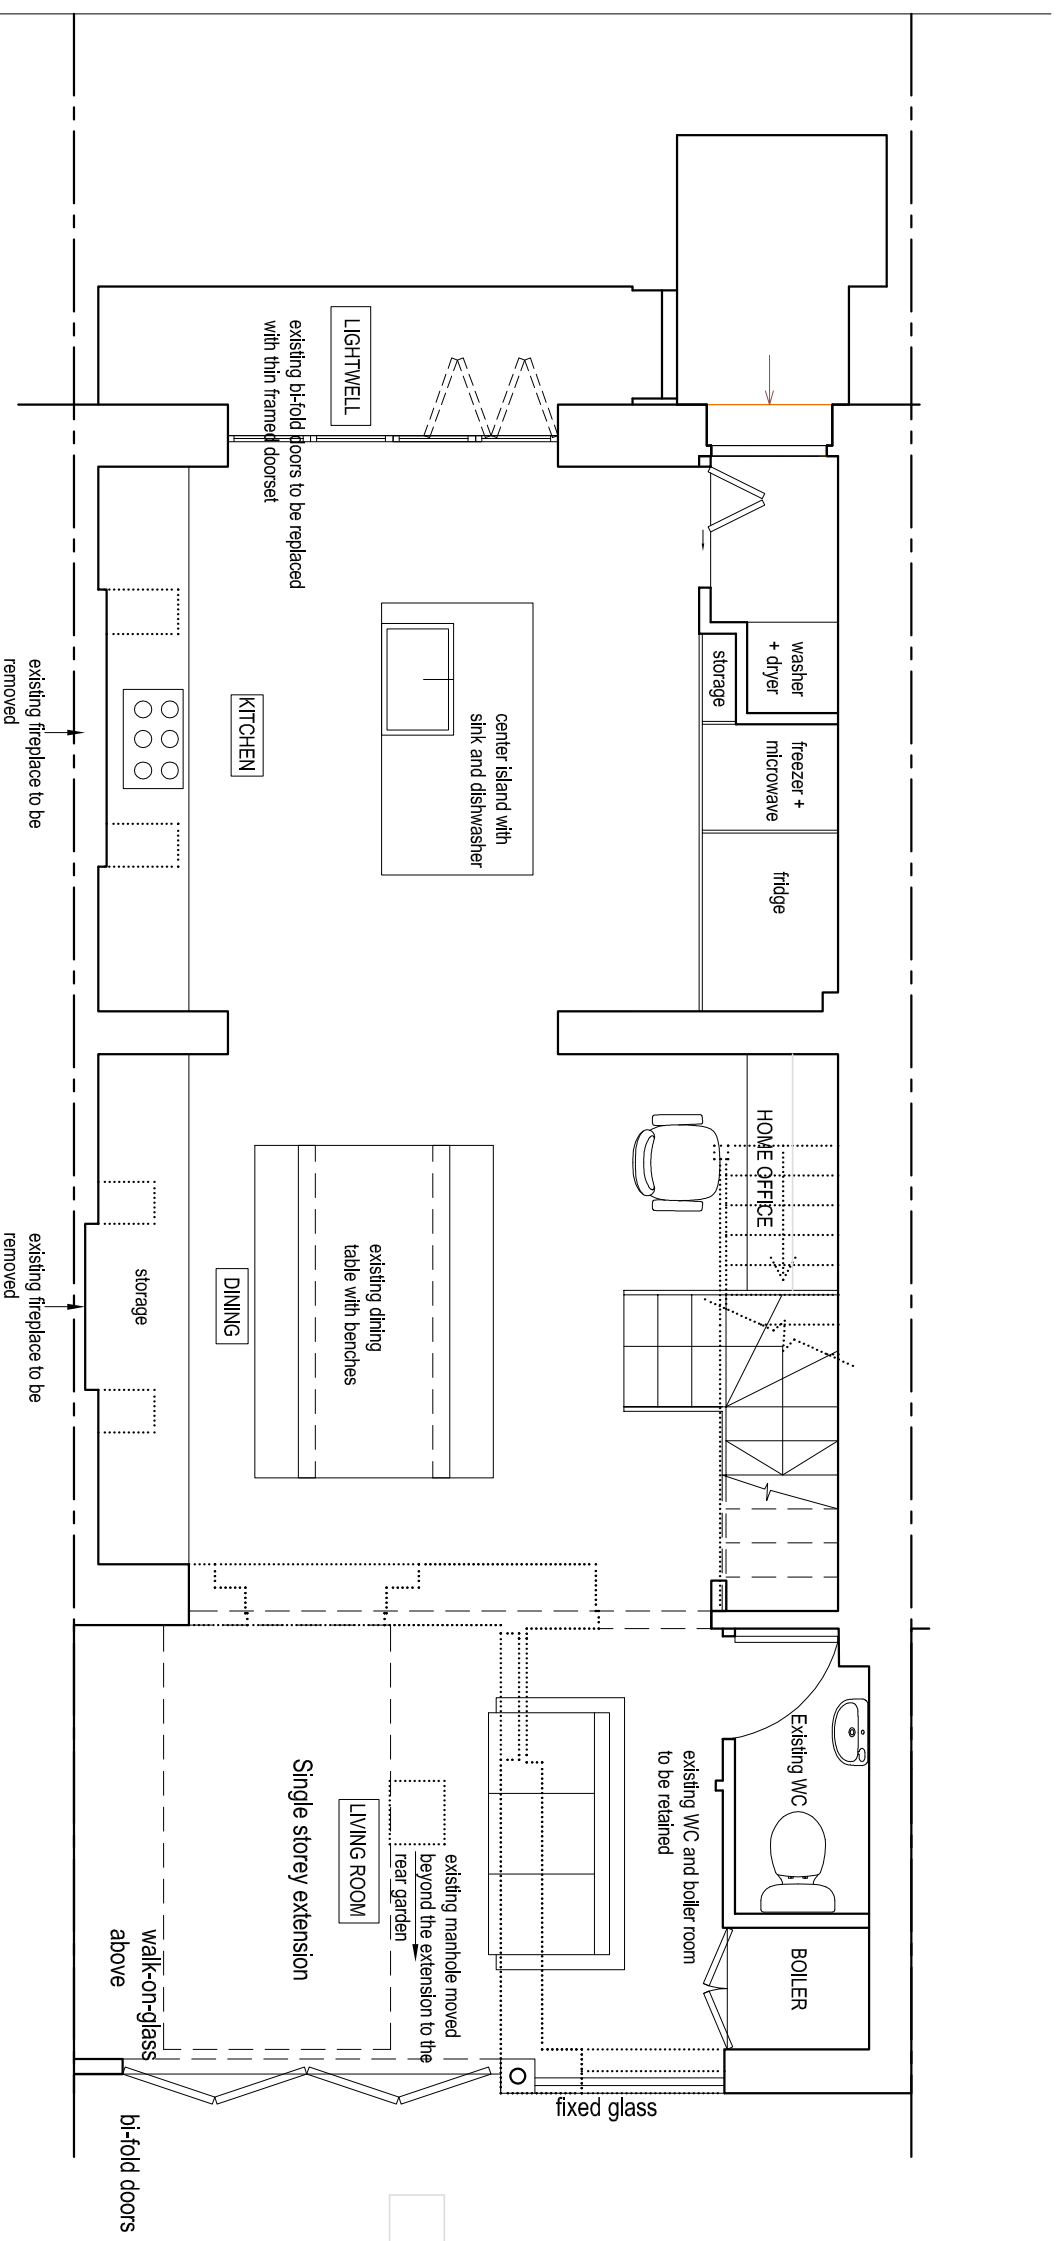 LIGHTWELL
existing bi-fold doors to be replaced
with thin framed doorset
washer
+ dryer
storage
freezer +
microwave
fridge
center island with
sink and dishwasher
KITCHEN
existing fireplace to be
removed
HOME OFFICE
existing dining
table with benches
DINING
storage
existing fireplace to be
removed
Existing WC
existing WC and boiler room
to be retained
BOILER
existing manhole moved
beyond the extension to the
rear garden
LIVING ROOM
Single storey extension
walk-on-glass
above
fixed glass
bi-fold doors